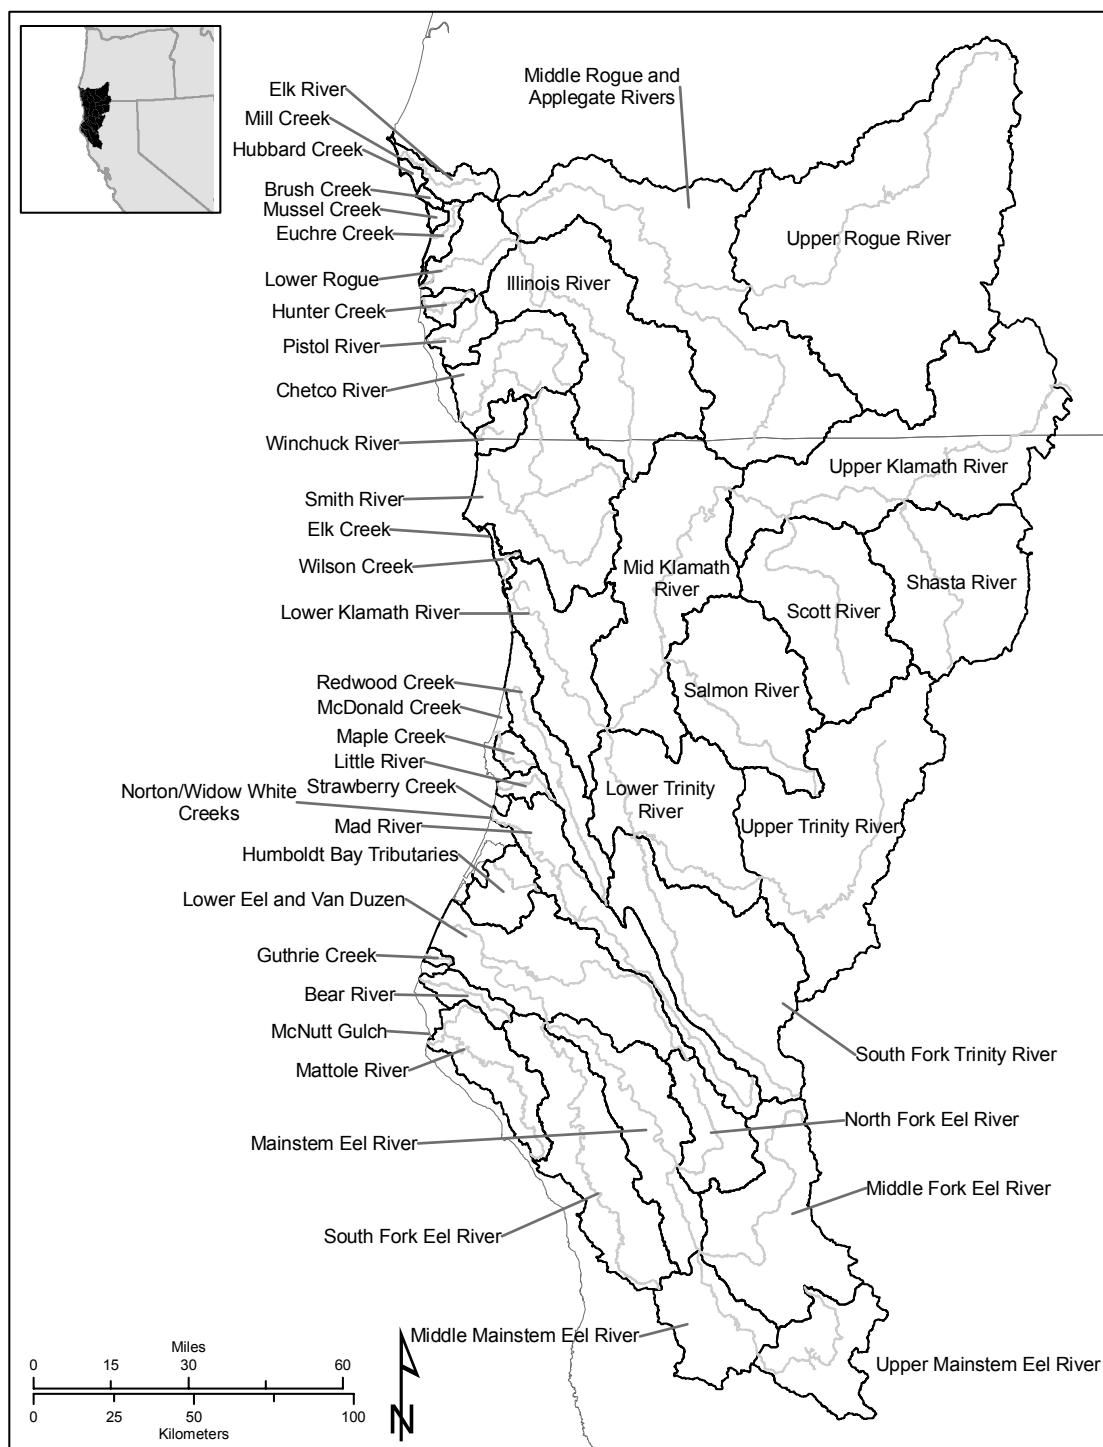 Middle Rogue and
Applegate Rivers
Elk River
Mill Creek
Hubbard Creek
Brush Creek
Mussel Creek
Euchre Creek
Upper Rogue River
Lower Rogue
Illinois River
Hunter Creek
Pistol River
Chetco River
Winchuck River
Upper Klamath River
Smith River
Elk Creek
Wilson Creek
Mid Klamath
River
Shasta River
Scott River
Lower Klamath River
Redwood Creek
Salmon River
McDonald Creek
Maple Creek
Little River
Strawberry Creek
Norton/Widow White
Creeks
Lower Trinity
River
Mad River
Upper Trinity River
Humboldt Bay Tributaries
Lower Eel and Van Duzen
Guthrie Creek
Bear River
McNutt Gulch
South Fork Trinity River
Mattole River
North Fork Eel River
Mainstem Eel River
Middle Fork Eel River
South Fork Eel River
Middle Mainstem Eel River
Upper Mainstem Eel River
Miles
0 15 30 60
0 25 50 100
Kilometers
N